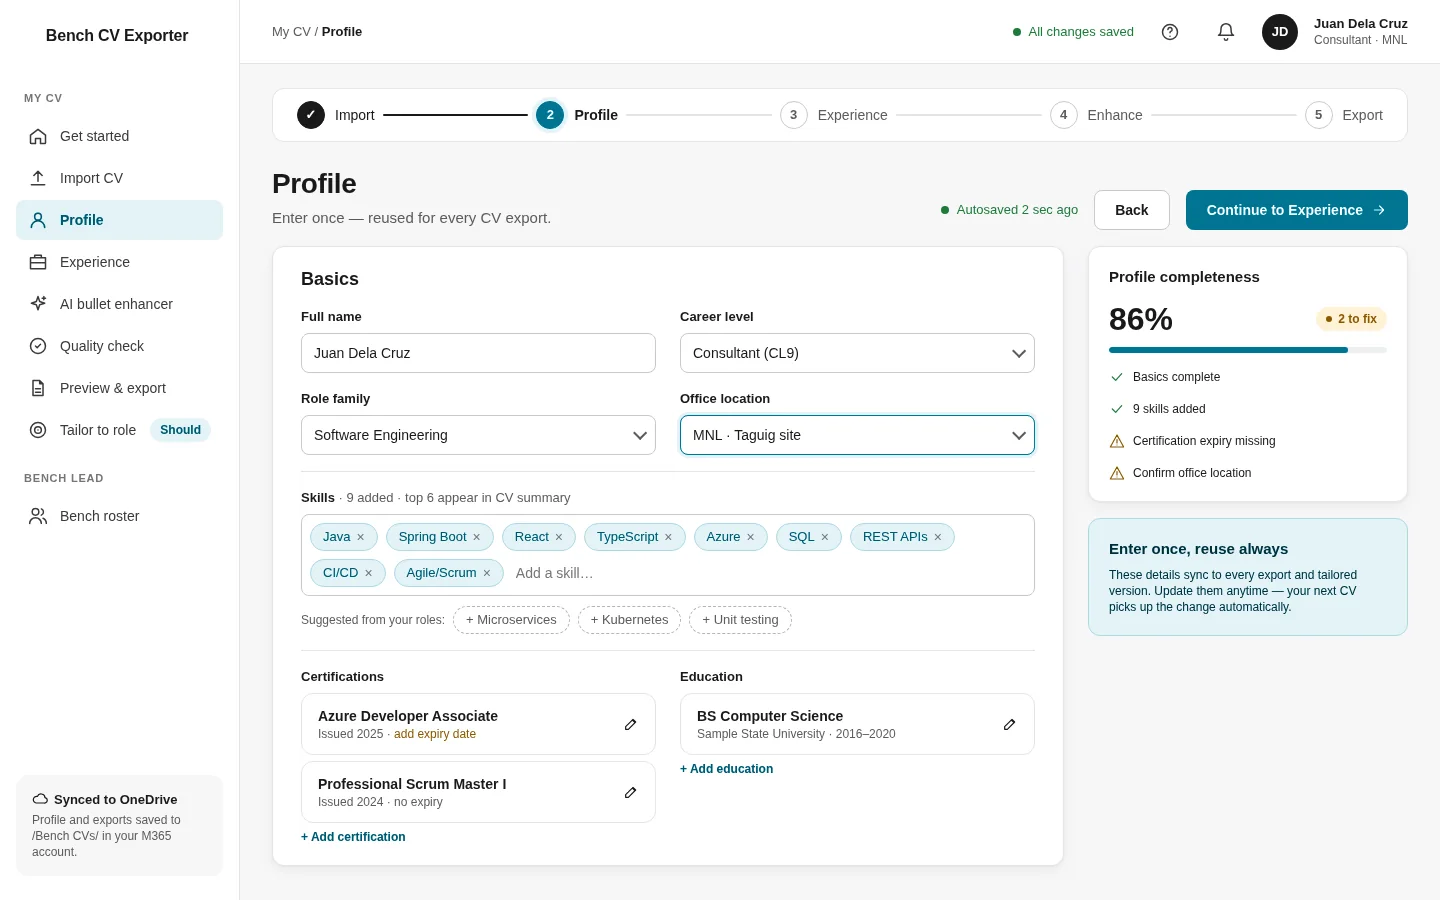 Bench CV Exporter
MY CV
Get started
Import CV
Profile
Experience
AI bullet enhancer
Quality check
Preview & export
Tailor to role Should
BENCH LEAD
Bench roster
Synced to OneDrive
Profile and exports saved to
/Bench CVs/ in your M365
account.
My CV / Profile
All changes saved
JD
Juan Dela Cruz
Consultant · MNL
✓ Import
2 Profile
3 Experience
4 Enhance
5 Export
Profile
Enter once — reused for every CV export.
Autosaved 2 sec ago
Back
Continue to Experience →
Basics
Full name
Juan Dela Cruz
Career level
Consultant (CL9)
Role family
Software Engineering
Office location
MNL · Taguig site
Skills · 9 added · top 6 appear in CV summary
Java × Spring Boot × React × TypeScript × Azure × SQL × REST APIs ×
CI/CD × Agile/Scrum × Add a skill…
Suggested from your roles: + Microservices + Kubernetes + Unit testing
Certifications
Azure Developer Associate
Issued 2025 · add expiry date
Professional Scrum Master I
Issued 2024 · no expiry
+ Add certification
Education
BS Computer Science
Sample State University · 2016–2020
+ Add education
Profile completeness
86%
2 to fix
Basics complete
9 skills added
Certification expiry missing
Confirm office location
Enter once, reuse always
These details sync to every export and tailored
version. Update them anytime — your next CV
picks up the change automatically.